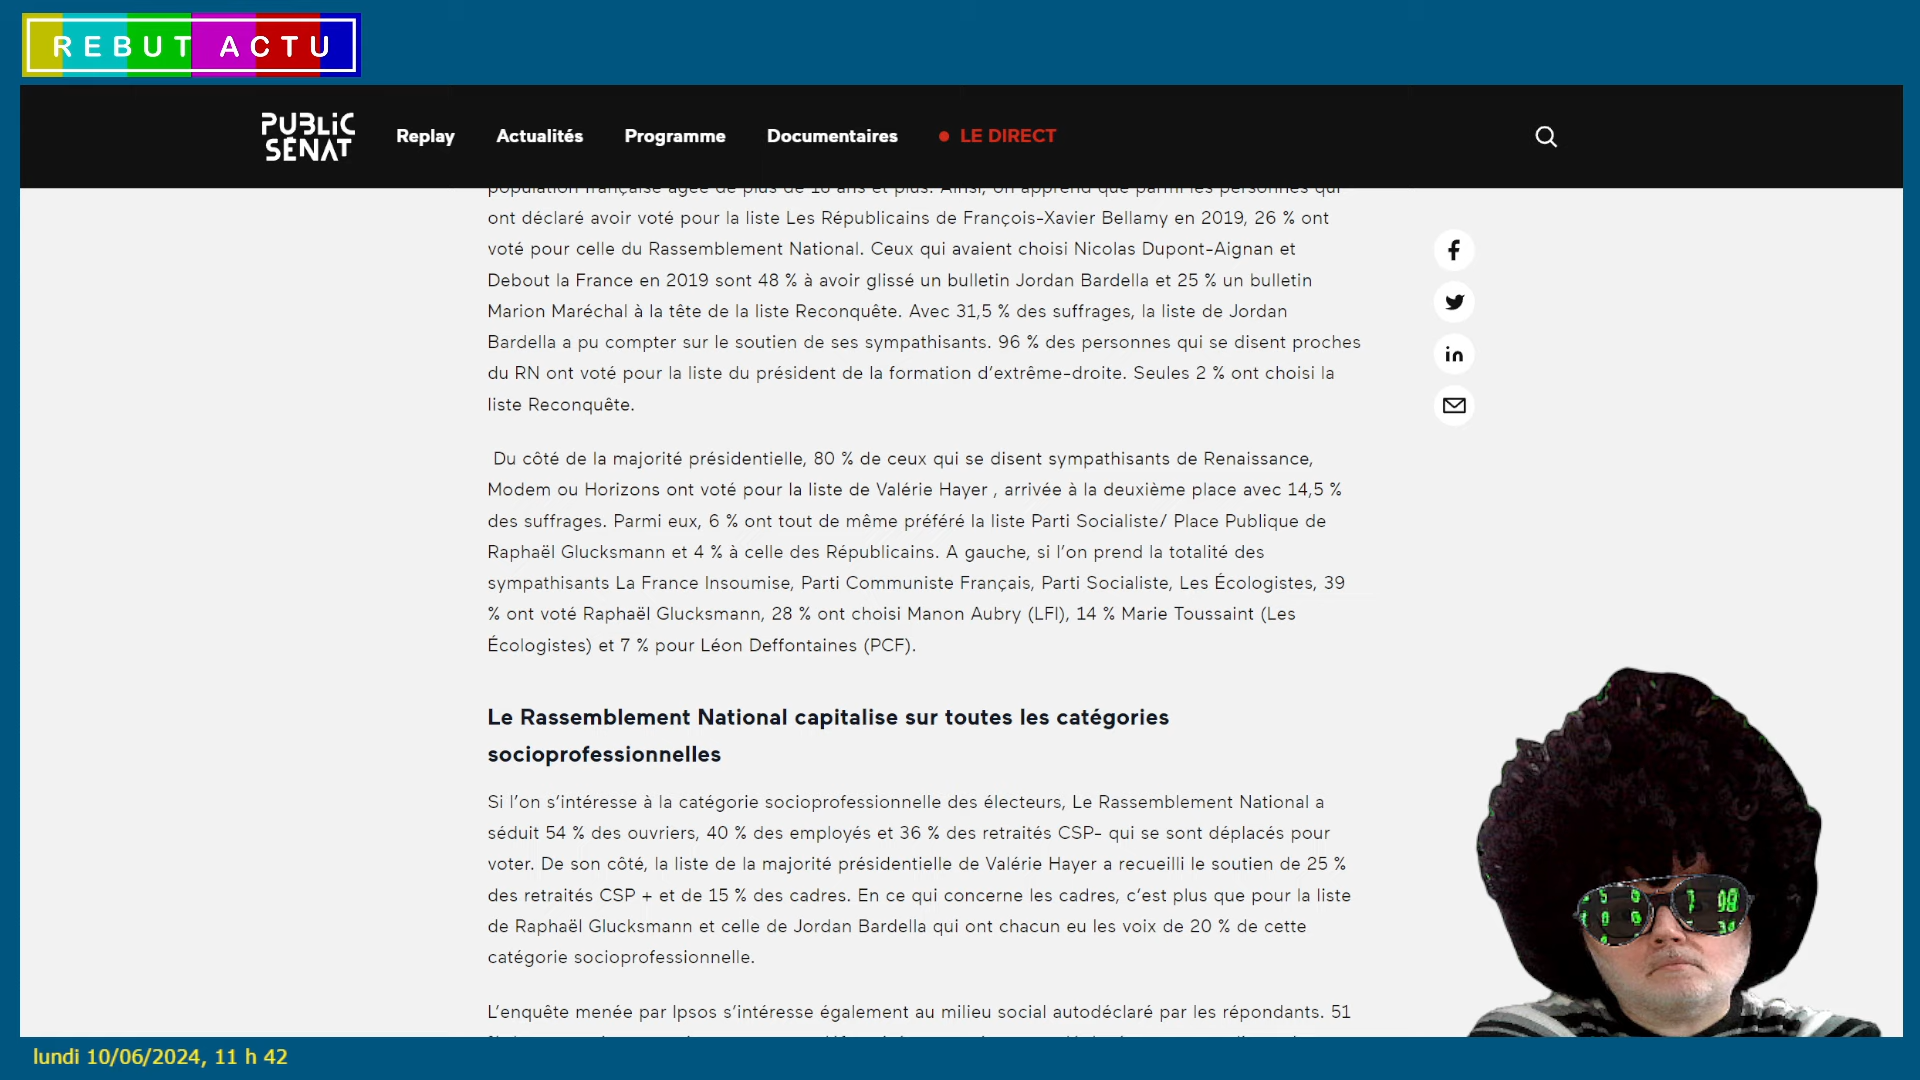 REBUT ACTU
PUBLIC SÉNAT
Replay
Actualités
Programme
Documentaires
LE DIRECT
population française âgée de plus de 18 ans et plus. Ainsi, on apprend que parmi les personnes qui
ont déclaré avoir voté pour la liste Les Républicains de François-Xavier Bellamy en 2019, 26 % ont
voté pour celle du Rassemblement National. Ceux qui avaient choisi Nicolas Dupont-Aignan et
Debout la France en 2019 sont 48 % à avoir glissé un bulletin Jordan Bardella et 25 % un bulletin
Marion Maréchal à la tête de la liste Reconquête. Avec 31,5 % des suffrages, la liste de Jordan
Bardella a pu compter sur le soutien de ses sympathisants. 96 % des personnes qui se disent proches
du RN ont voté pour la liste du président de la formation d’extrême-droite. Seules 2 % ont choisi la
liste Reconquête.
Du côté de la majorité présidentielle, 80 % de ceux qui se disent sympathisants de Renaissance,
Modem ou Horizons ont voté pour la liste de Valérie Hayer , arrivée à la deuxième place avec 14,5 %
des suffrages. Parmi eux, 6 % ont tout de même préféré la liste Parti Socialiste/ Place Publique de
Raphaël Glucksmann et 4 % à celle des Républicains. A gauche, si l’on prend la totalité des
sympathisants La France Insoumise, Parti Communiste Français, Parti Socialiste, Les Écologistes, 39
% ont voté Raphaël Glucksmann, 28 % ont choisi Manon Aubry (LFI), 14 % Marie Toussaint (Les
Écologistes) et 7 % pour Léon Deffontaines (PCF).
Le Rassemblement National capitalise sur toutes les catégories
socioprofessionnelles
Si l’on s’intéresse à la catégorie socioprofessionnelle des électeurs, Le Rassemblement National a
séduit 54 % des ouvriers, 40 % des employés et 36 % des retraités CSP- qui se sont déplacés pour
voter. De son côté, la liste de la majorité présidentielle de Valérie Hayer a recueilli le soutien de 25 %
des retraités CSP + et de 15 % des cadres. En ce qui concerne les cadres, c’est plus que pour la liste
de Raphaël Glucksmann et celle de Jordan Bardella qui ont chacun eu les voix de 20 % de cette
catégorie socioprofessionnelle.
L’enquête menée par Ipsos s’intéresse également au milieu social autodéclaré par les répondants. 51
lundi 10/06/2024, 11 h 42